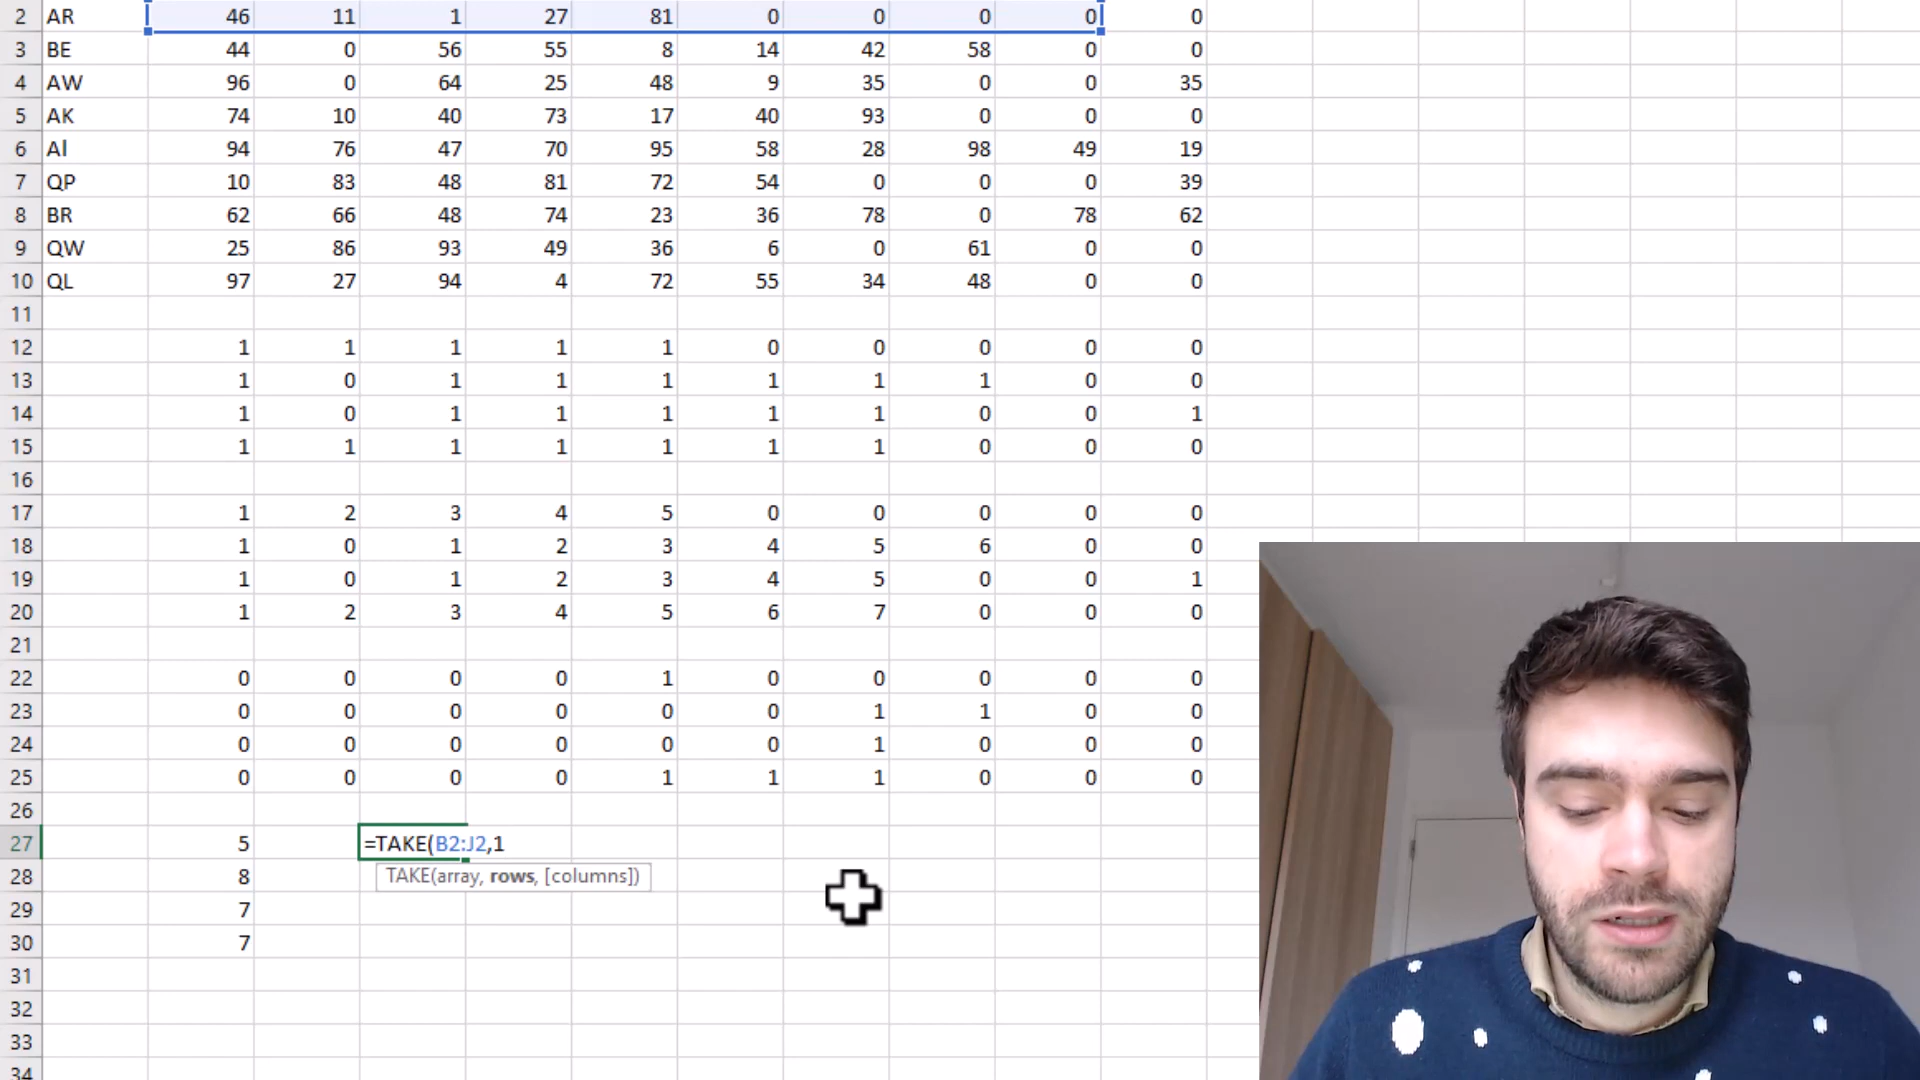 2 AR 46 11 1 27 81 0 0 0 0 0
3 BE 44 0 56 55 8 14 42 58 0 0
4 AW 96 0 64 25 48 9 35 0 0 35
5 AK 74 10 40 73 17 40 93 0 0 0
6 Al 94 76 47 70 95 58 28 98 49 19
7 QP 10 83 48 81 72 54 0 0 0 39
8 BR 62 66 48 74 23 36 78 0 78 62
9 QW 25 86 93 49 36 6 0 61 0 0
10 QL 97 27 94 4 72 55 34 48 0 0
11
12 1 1 1 1 1 0 0 0 0 0
13 1 0 1 1 1 1 1 1 0 0
14 1 0 1 1 1 1 1 0 0 1
15 1 1 1 1 1 1 1 0 0 0
16
17 1 2 3 4 5 0 0 0 0 0
18 1 0 1 2 3 4 5 6 0 0
19 1 0 1 2 3 4 5 0 0 1
20 1 2 3 4 5 6 7 0 0 0
21
22 0 0 0 0 1 0 0 0 0 0
23 0 0 0 0 0 0 1 1 0 0
24 0 0 0 0 0 0 1 0 0 0
25 0 0 0 0 1 1 1 0 0 0
26
27 5 =TAKE(B2:J2,1
28 8 TAKE(array, rows, [columns])
29 7
30 7
31
32
33
34